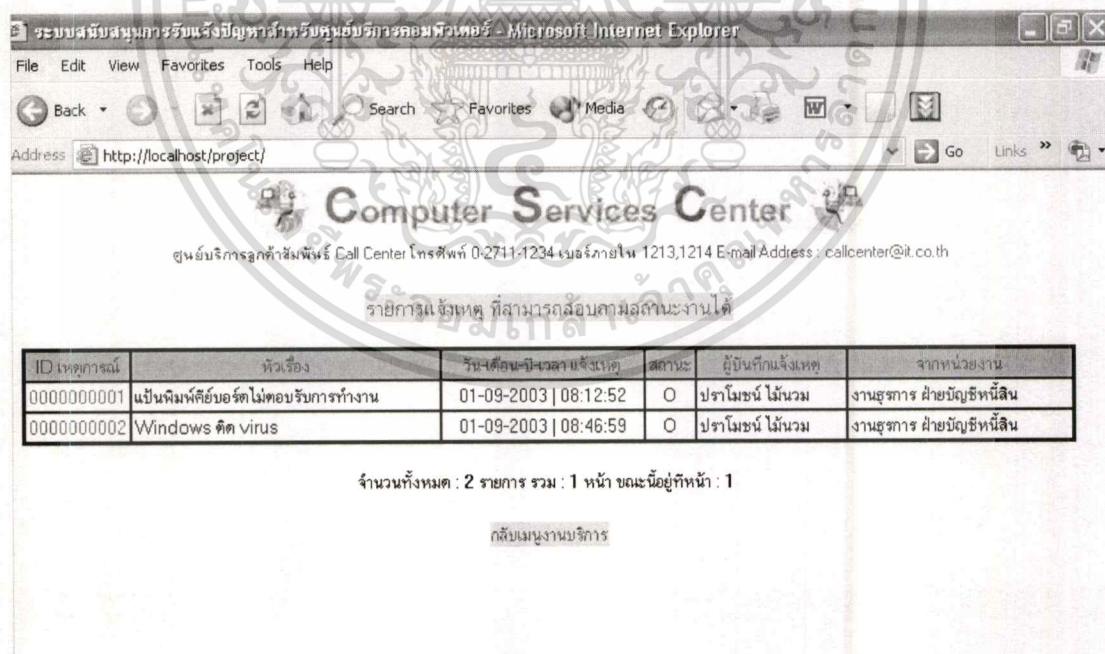 ระบบสนับสนุนการรับแจ้งปัญหาสำหรับศูนย์บริการคอมพิวเตอร์ - Microsoft Internet Explorer
File Edit View Favorites Tools Help
Back Search Favorites Media
Address http://localhost/project/ Go Links »
Computer Services Center
ศูนย์บริการลูกค้าสัมพันธ์ Call Center โทรศัพท์ 0-2711-1234 เบอร์ภายใน 1213,1214 E-mail Address : callcenter@it.co.th
รายการแจ้งเหตุ ที่สามารถสอบถามสถานะงานได้
ID เหตุการณ์ หัวเรื่อง วัน-เดือน-ปี-เวลา แจ้งเหตุ สถานะ ผู้บันทึกแจ้งเหตุ จากหน่วยงาน
0000000001 แป้นพิมพ์คีย์บอร์ดไม่ตอบรับการทำงาน 01-09-2003 | 08:12:52 O ปราโมชน์ ไม้นวม งานธุรการ ฝ่ายบัญชีหนี้สิน
0000000002 Windows ติด virus 01-09-2003 | 08:46:59 O ปราโมชน์ ไม้นวม งานธุรการ ฝ่ายบัญชีหนี้สิน
จำนวนทั้งหมด : 2 รายการ รวม : 1 หน้า ขณะนี้อยู่ที่หน้า : 1
กลับเมนูงานบริการ